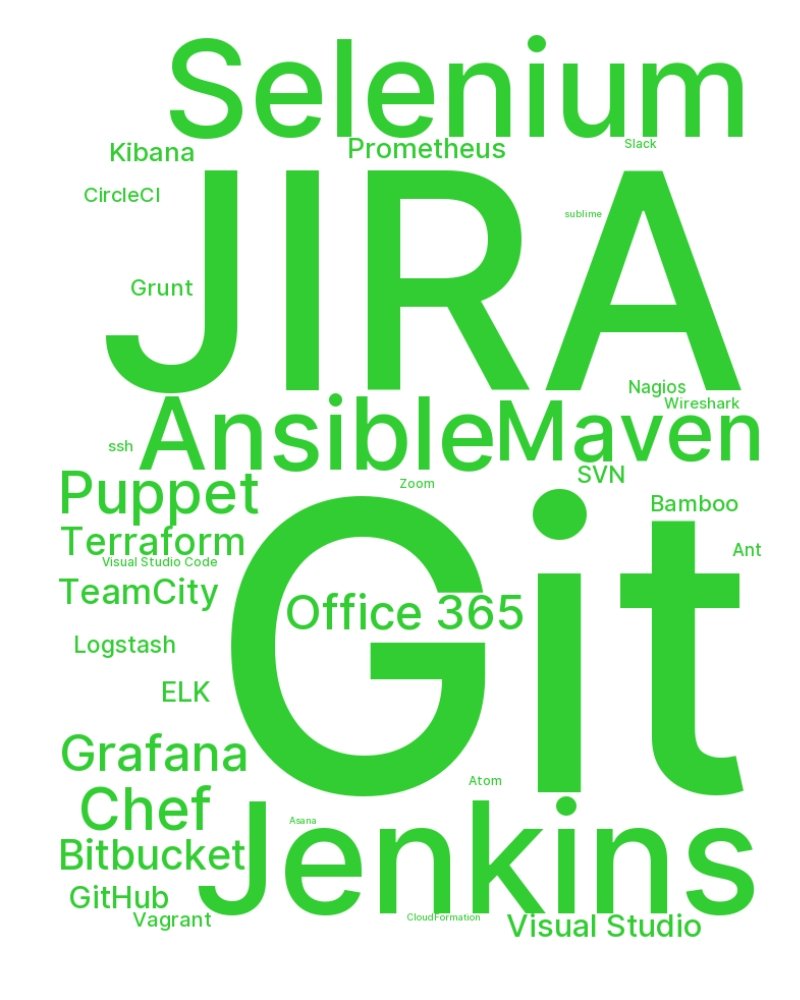 Selenium
Kibana
Prometheus
Slack
CircleCI
JIRA
sublime
Grunt
Nagios
Wireshark
ssh
Ansible
Maven
SVN
Puppet
Zoom
Git
Bamboo
Terraform
Ant
Visual Studio Code
TeamCity
Office 365
Logstash
ELK
Grafana
Atom
Chef
Asana
Jenkins
Bitbucket
GitHub
Vagrant
CloudFormation
Visual Studio